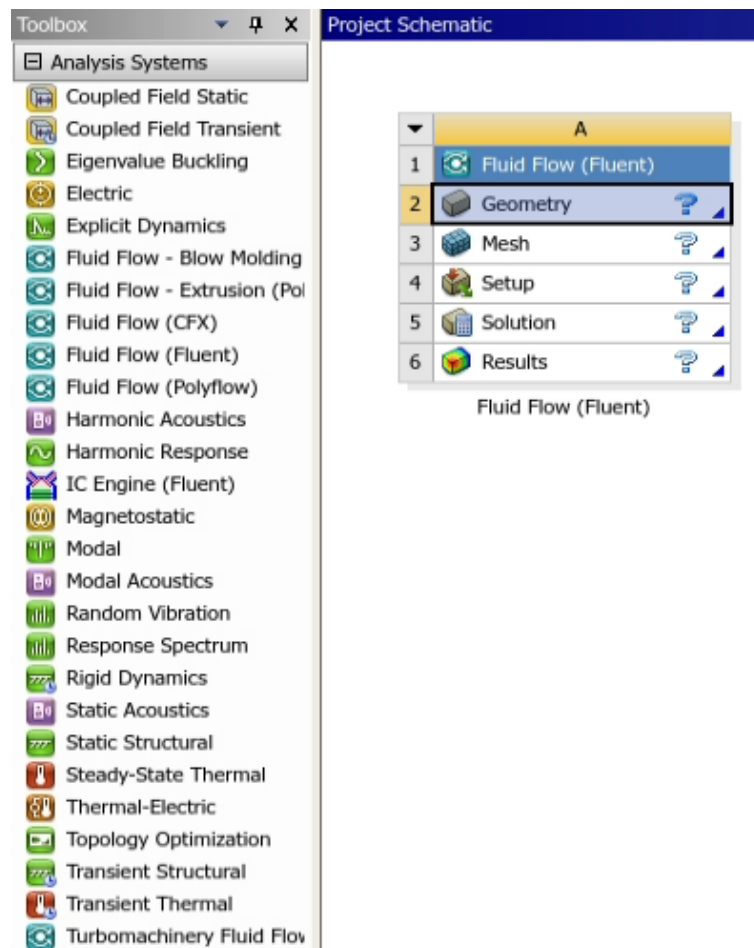 Toolbox
Analysis Systems
Coupled Field Static
Coupled Field Transient
Eigenvalue Buckling
Electric
Explicit Dynamics
Fluid Flow - Blow Molding
Fluid Flow - Extrusion (Pol
Fluid Flow (CFX)
Fluid Flow (Fluent)
Fluid Flow (Polyflow)
Harmonic Acoustics
Harmonic Response
IC Engine (Fluent)
Magnetostatic
Modal
Modal Acoustics
Random Vibration
Response Spectrum
Rigid Dynamics
Static Acoustics
Static Structural
Steady-State Thermal
Thermal-Electric
Topology Optimization
Transient Structural
Transient Thermal
Turbomachinery Fluid Flow
Project Schematic
A
1 Fluid Flow (Fluent)
2 Geometry ?
3 Mesh ?
4 Setup ?
5 Solution ?
6 Results ?
Fluid Flow (Fluent)